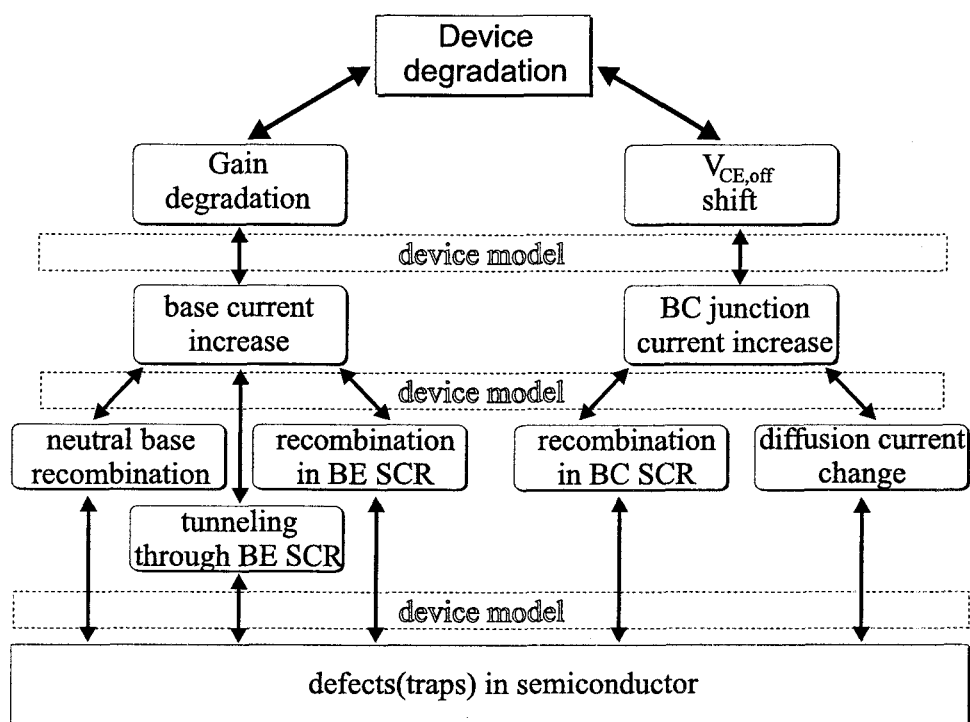 Device
degradation
Gain
degradation
V_CE,off
shift
device model
base current
increase
BC junction
current increase
device model
neutral base
recombination
recombination
in BE SCR
recombination
in BC SCR
diffusion current
change
tunneling
through BE SCR
device model
defects(traps) in semiconductor